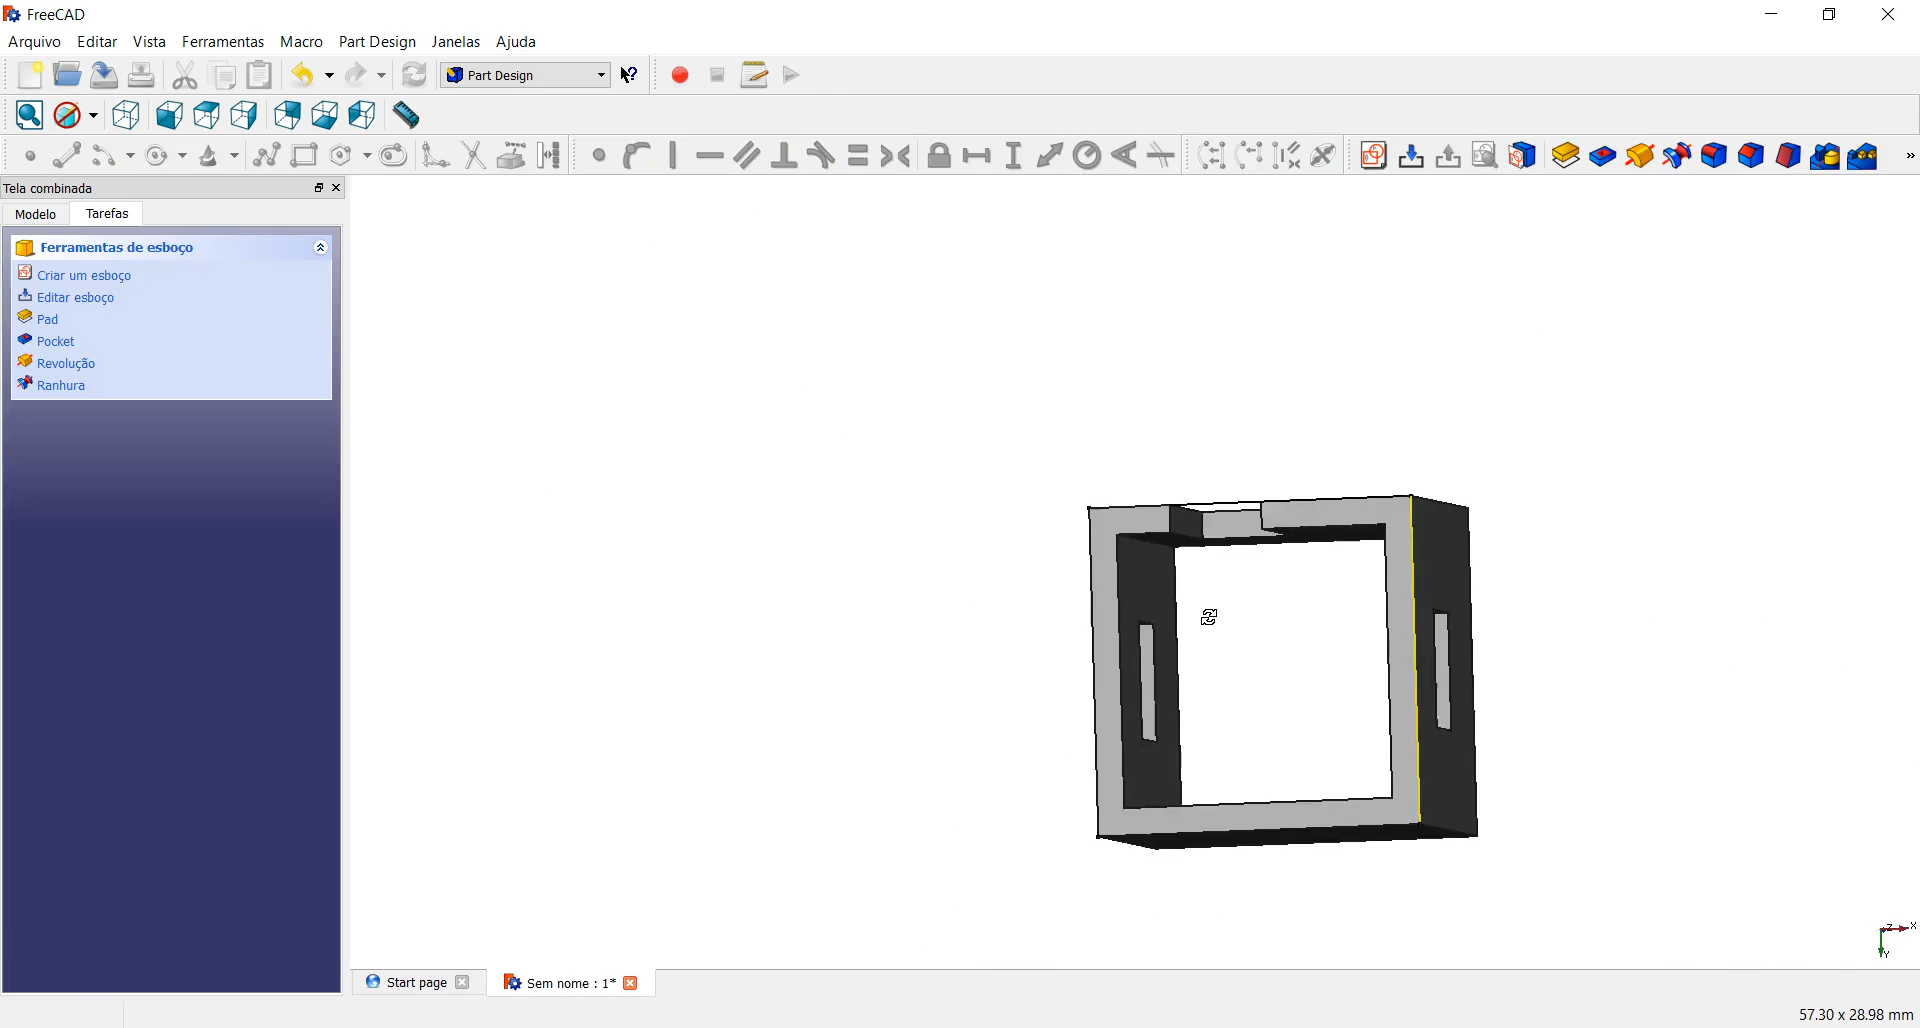 FreeCAD
Arquivo Editar Vista Ferramentas Macro Part Design Janelas Ajuda
Part Design
Tela combinada
Modelo Tarefas
Ferramentas de esboço
Criar um esboço
Editar esboço
Pad
Pocket
Revolução
Ranhura
X
Z
Y
Start page Sem nome : 1*
57.30 x 28.98 mm